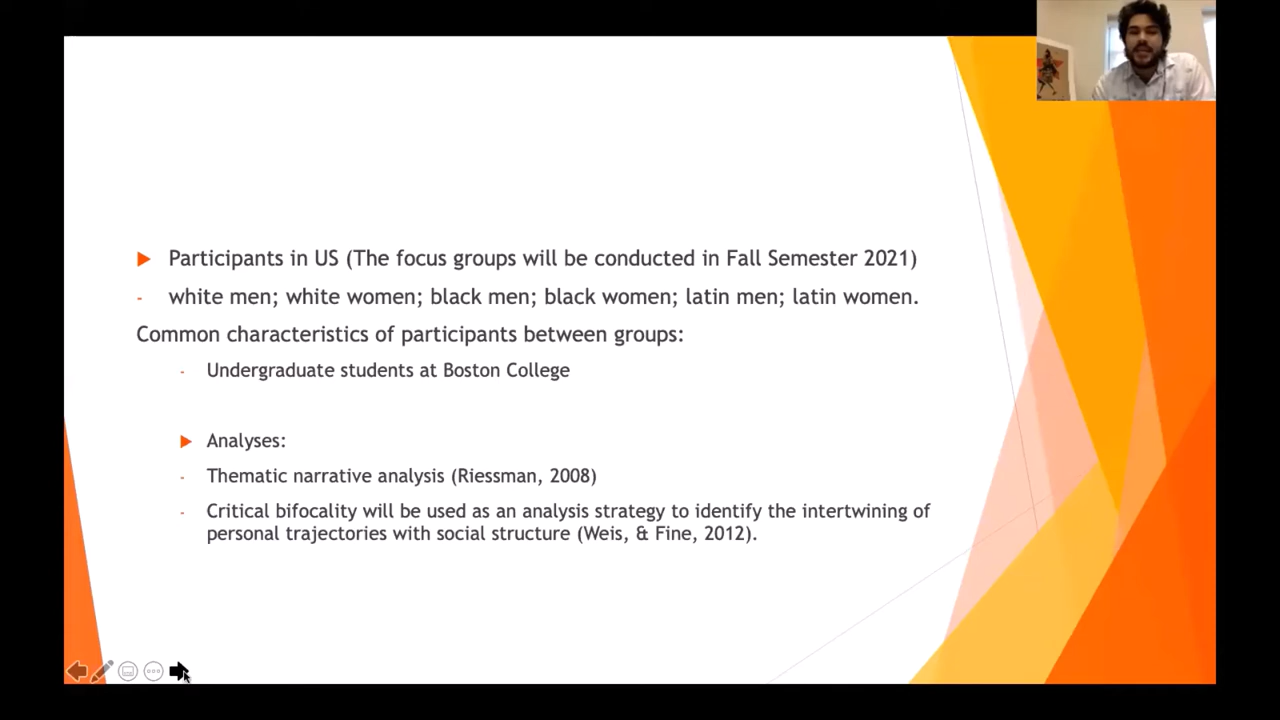 Participants in US (The focus groups will be conducted in Fall Semester 2021)
- white men; white women; black men; black women; latin men; latin women.
Common characteristics of participants between groups:
- Undergraduate students at Boston College
Analyses:
- Thematic narrative analysis (Riessman, 2008)
- Critical bifocality will be used as an analysis strategy to identify the intertwining of
personal trajectories with social structure (Weis, & Fine, 2012).